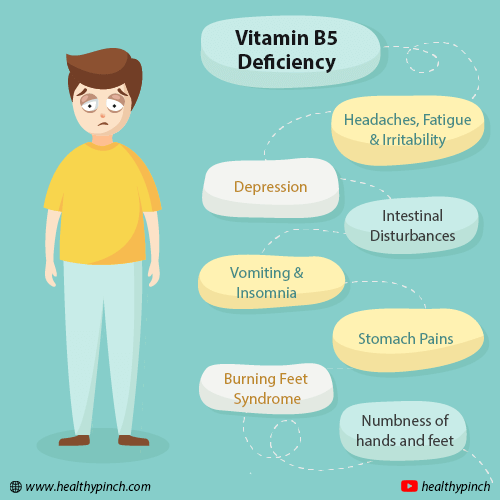 Vitamin B5
Deficiency
Headaches, Fatigue
& Irritability
Depression
Intestinal
Disturbances
Vomiting &
Insomnia
Stomach Pains
Burning Feet
Syndrome
Numbness of
hands and feet
www.healthypinch.com
healthypinch